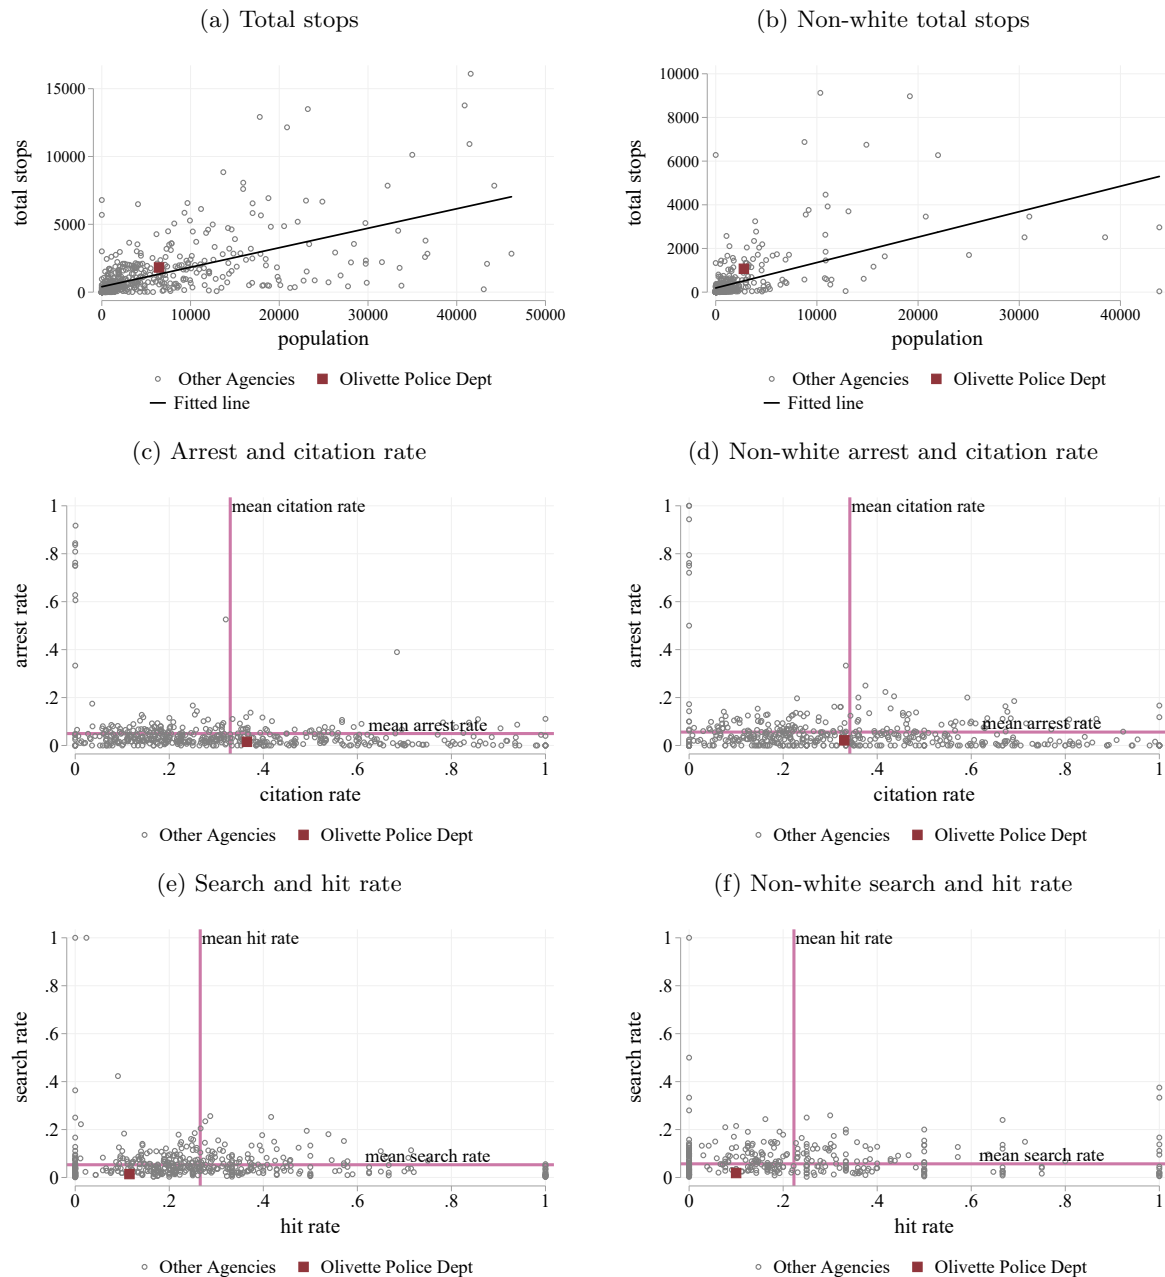 (a) Total stops
(b) Non-white total stops
total stops
15000
10000
5000
0
0 10000 20000 30000 40000 50000
population
Other Agencies Olivette Police Dept
Fitted line
total stops
10000
8000
6000
4000
2000
0
0 10000 20000 30000 40000
population
Other Agencies Olivette Police Dept
Fitted line
(c) Arrest and citation rate
(d) Non-white arrest and citation rate
arrest rate
1
.8
.6
.4
.2
0
mean citation rate
mean arrest rate
0 .2 .4 .6 .8 1
citation rate
Other Agencies Olivette Police Dept
arrest rate
1
.8
.6
.4
.2
0
mean citation rate
mean arrest rate
0 .2 .4 .6 .8 1
citation rate
Other Agencies Olivette Police Dept
(e) Search and hit rate
(f) Non-white search and hit rate
search rate
1
.8
.6
.4
.2
0
mean hit rate
mean search rate
0 .2 .4 .6 .8 1
hit rate
Other Agencies Olivette Police Dept
search rate
1
.8
.6
.4
.2
0
mean hit rate
mean search rate
0 .2 .4 .6 .8 1
hit rate
Other Agencies Olivette Police Dept